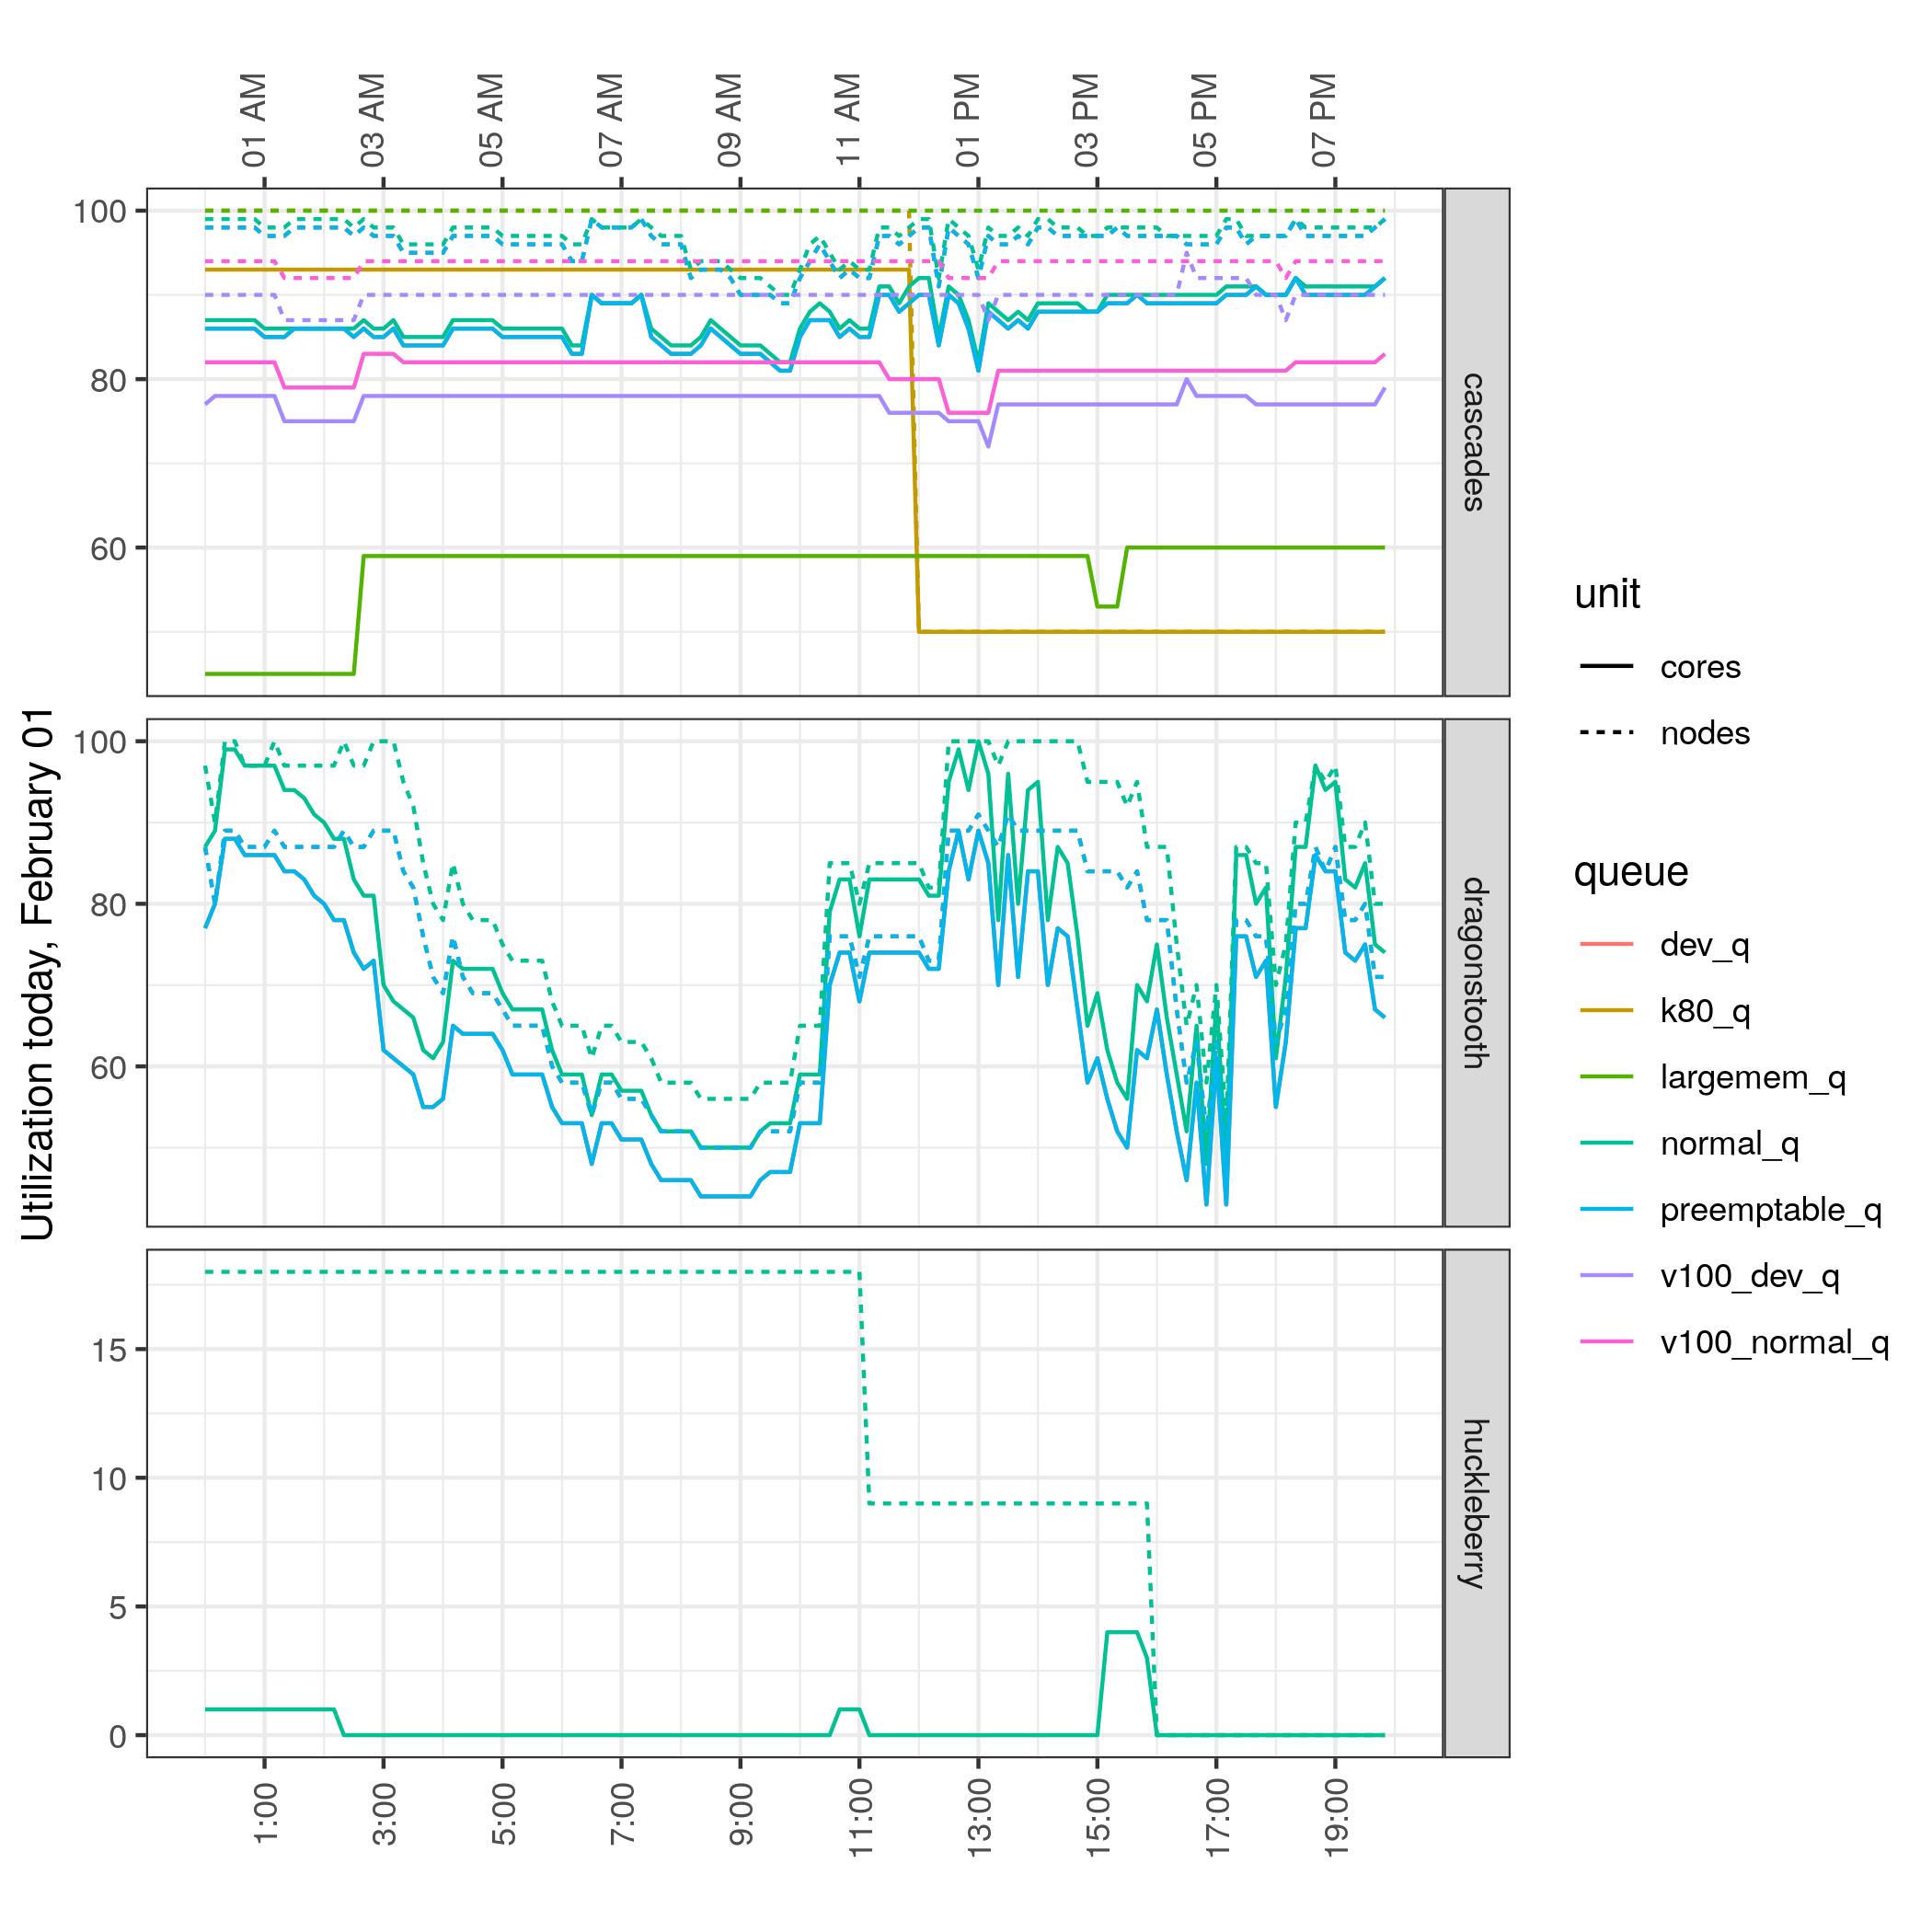 01 AM
03 AM
05 AM
07 AM
09 AM
11 AM
01 PM
03 PM
05 PM
07 PM
Utilization today, February 01
100
80
60
cascades
100
80
60
dragonstooth
15
10
5
0
huckleberry
1:00
3:00
5:00
7:00
9:00
11:00
13:00
15:00
17:00
19:00
unit
cores
nodes
queue
dev_q
k80_q
largemem_q
normal_q
preemptable_q
v100_dev_q
v100_normal_q